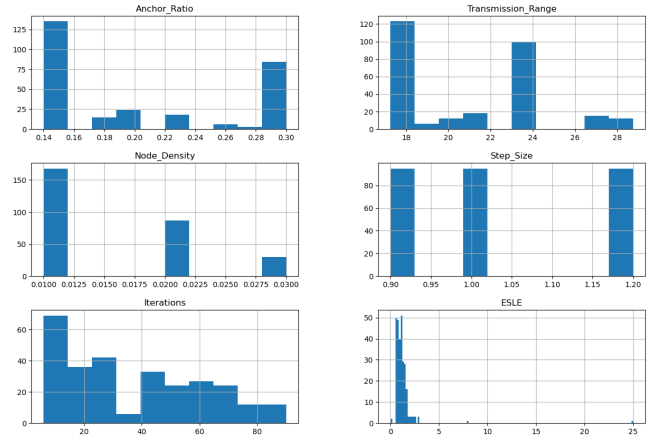 Anchor_Ratio
125
100
75
50
25
0
0.14 0.16 0.18 0.20 0.22 0.24 0.26 0.28 0.30
Transmission_Range
120
100
80
60
40
20
0
18 20 22 24 26 28
Node_Density
150
100
50
0
0.0100 0.0125 0.0150 0.0175 0.0200 0.0225 0.0250 0.0275 0.0300
Step_Size
80
60
40
20
0
0.90 0.95 1.00 1.05 1.10 1.15 1.20
Iterations
60
40
20
0
20 40 60 80
ESLE
50
40
30
20
10
0
0 5 10 15 20 25